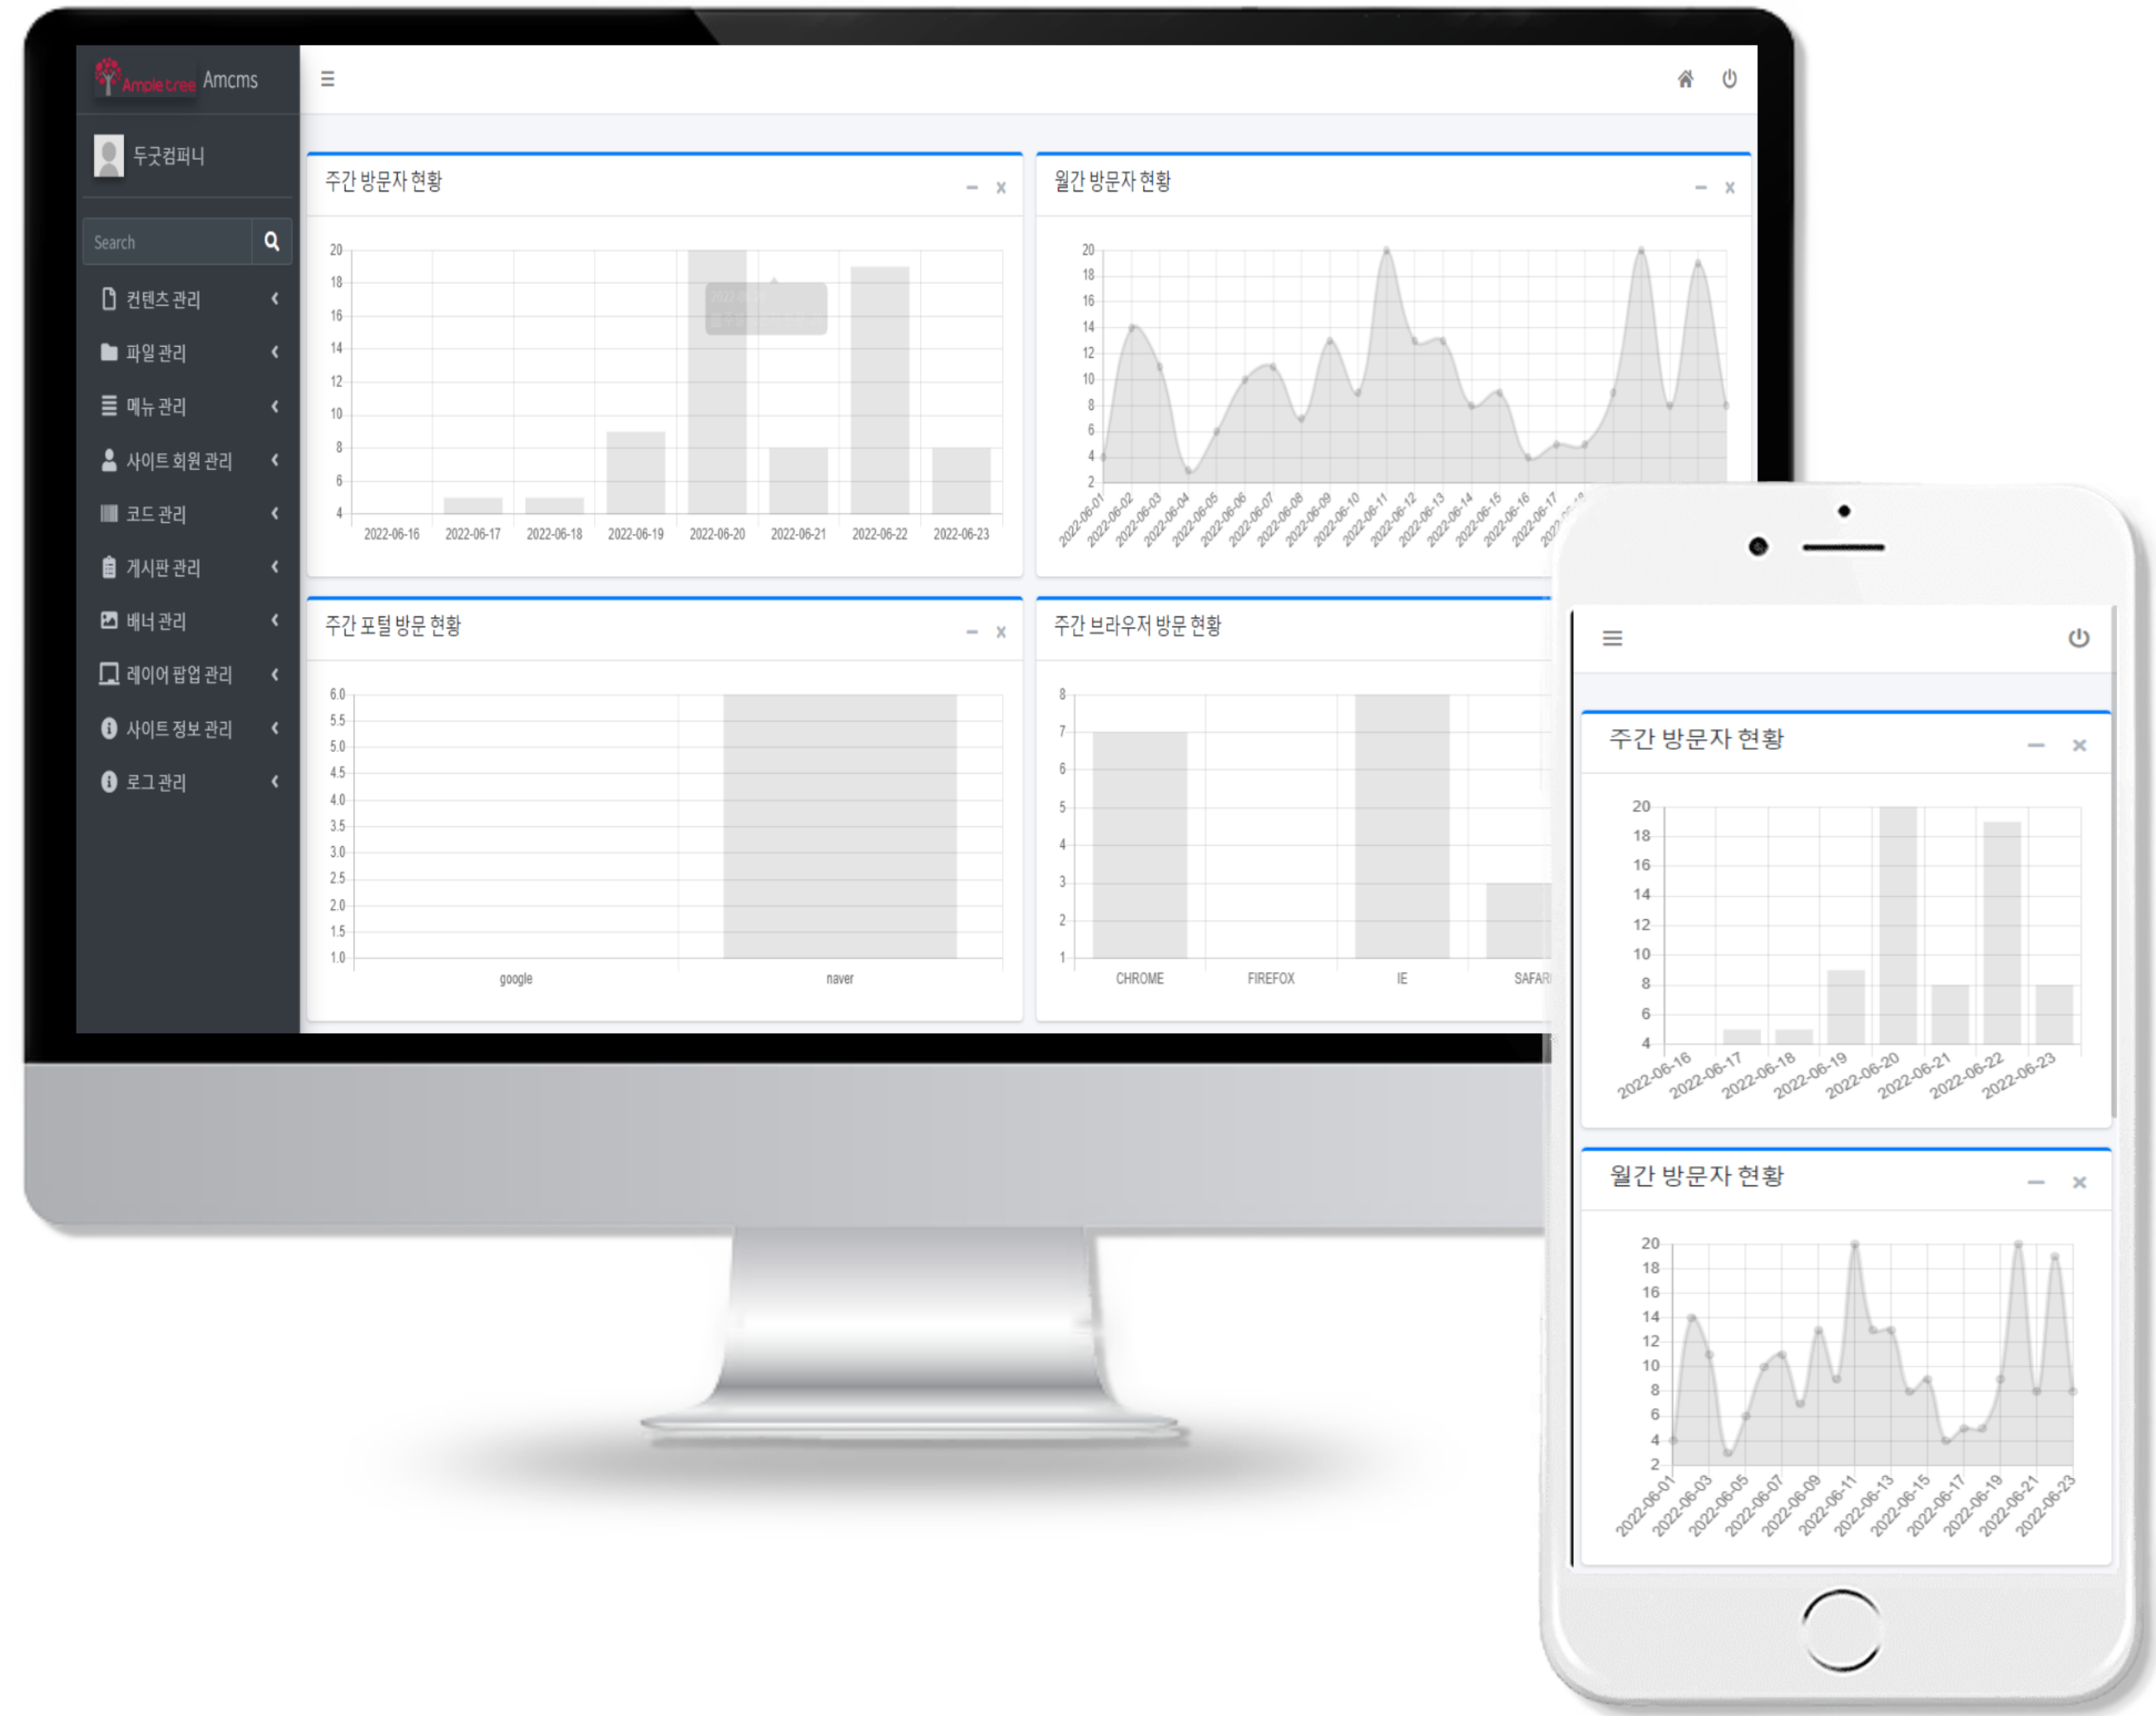 Ampletree Amcms
두굿컴퍼니
Search
컨텐츠 관리
파일 관리
메뉴 관리
사이트 회원 관리
코드 관리
게시판 관리
배너 관리
레이어 팝업 관리
사이트 정보 관리
로그 관리
주간 방문자 현황
20
18
16
14
12
10
8
6
4
2022-06-16 2022-06-17 2022-06-18 2022-06-19 2022-06-20 2022-06-21 2022-06-22 2022-06-23
월간 방문자 현황
20
18
16
14
12
10
8
6
4
2
2022-06-01 2022-06-02 2022-06-03 2022-06-04 2022-06-05 2022-06-06 2022-06-07 2022-06-08 2022-06-09 2022-06-10 2022-06-11 2022-06-12 2022-06-13 2022-06-14 2022-06-15 2022-06-16 2022-06-17
주간 포털 방문 현황
6.0
5.5
5.0
4.5
4.0
3.5
3.0
2.5
2.0
1.5
1.0
google naver
주간 브라우저 방문 현황
8
7
6
5
4
3
2
1
CHROME FIREFOX IE SAFARI
주간 방문자 현황
20
18
16
14
12
10
8
6
4
2022-06-16 2022-06-17 2022-06-18 2022-06-19 2022-06-20 2022-06-21 2022-06-22 2022-06-23
월간 방문자 현황
20
18
16
14
12
10
8
6
4
2
2022-06-01 2022-06-03 2022-06-05 2022-06-07 2022-06-09 2022-06-11 2022-06-13 2022-06-15 2022-06-17 2022-06-19 2022-06-21 2022-06-23